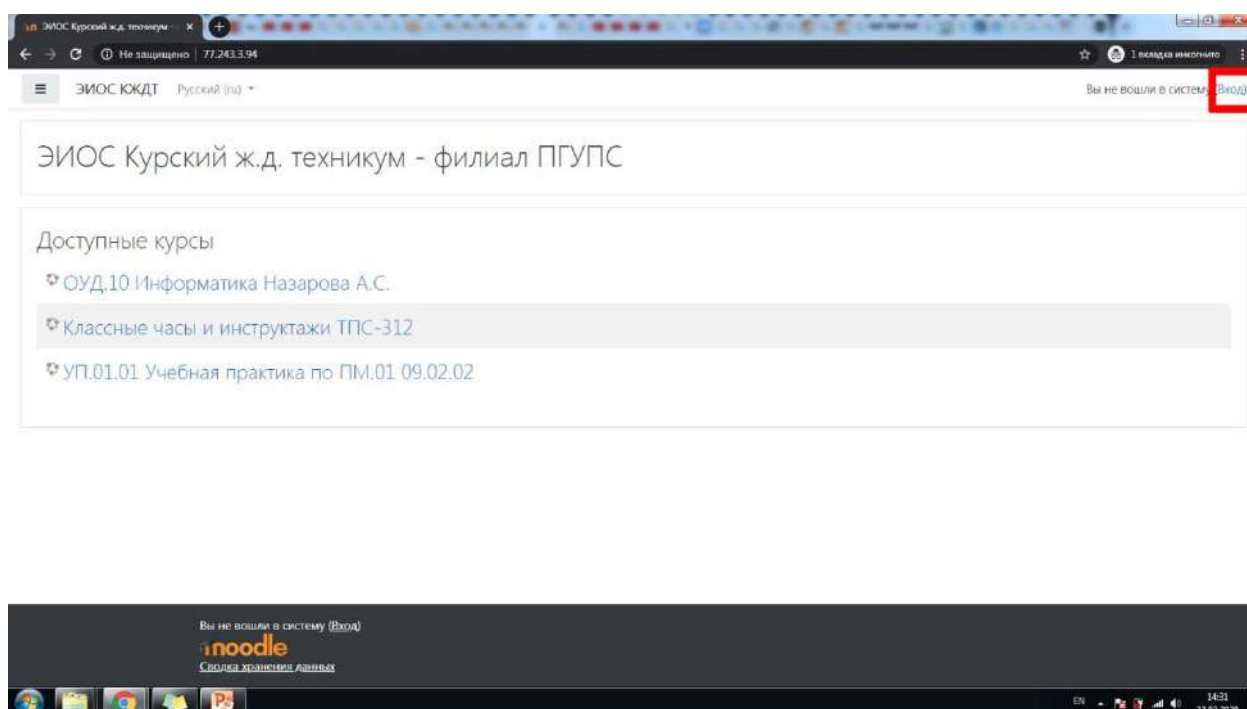 ЭИОС Курский ж.д. техникум
Не защищено | 77.243.3.94
1 вкладка инкогнито
ЭИОС КЖДТ Русский (ru)
Вы не вошли в систему (Вход)
ЭИОС Курский ж.д. техникум - филиал ПГУПС
Доступные курсы
ОУД.10 Информатика Назарова А.С.
Классные часы и инструктажи ТПС-312
УП.01.01 Учебная практика по ПМ.01 09.02.02
Вы не вошли в систему (Вход)
moodle
Сводка хранения данных
EN
14:31